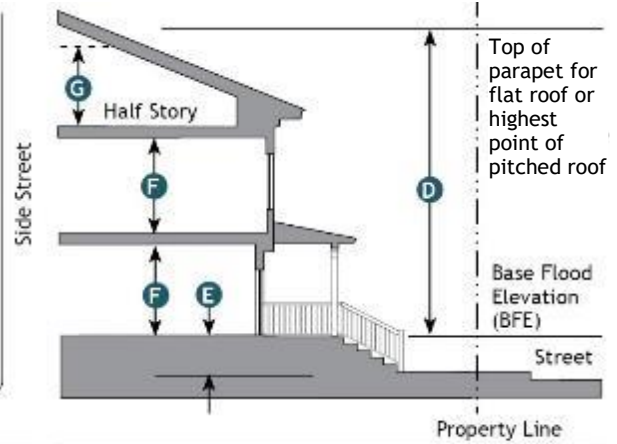 Top of
parapet for
flat roof or
highest
point of
pitched roof
G
Half Story
Side Street
F
D
F
E
Base Flood
Elevation
(BFE)
Street
Property Line